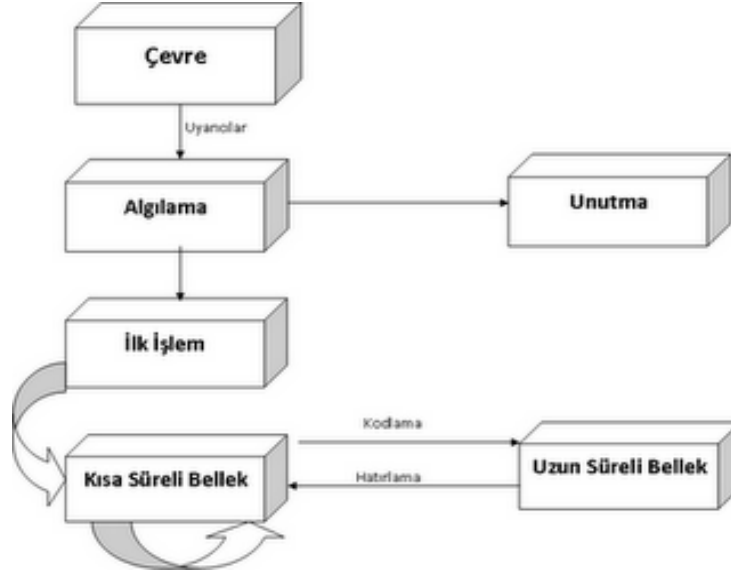 Çevre
Uyarıcılar
Algılama
Unutma
İlk İşlem
Kodlama
Kısa Süreli Bellek
Uzun Süreli Bellek
Hatırlama